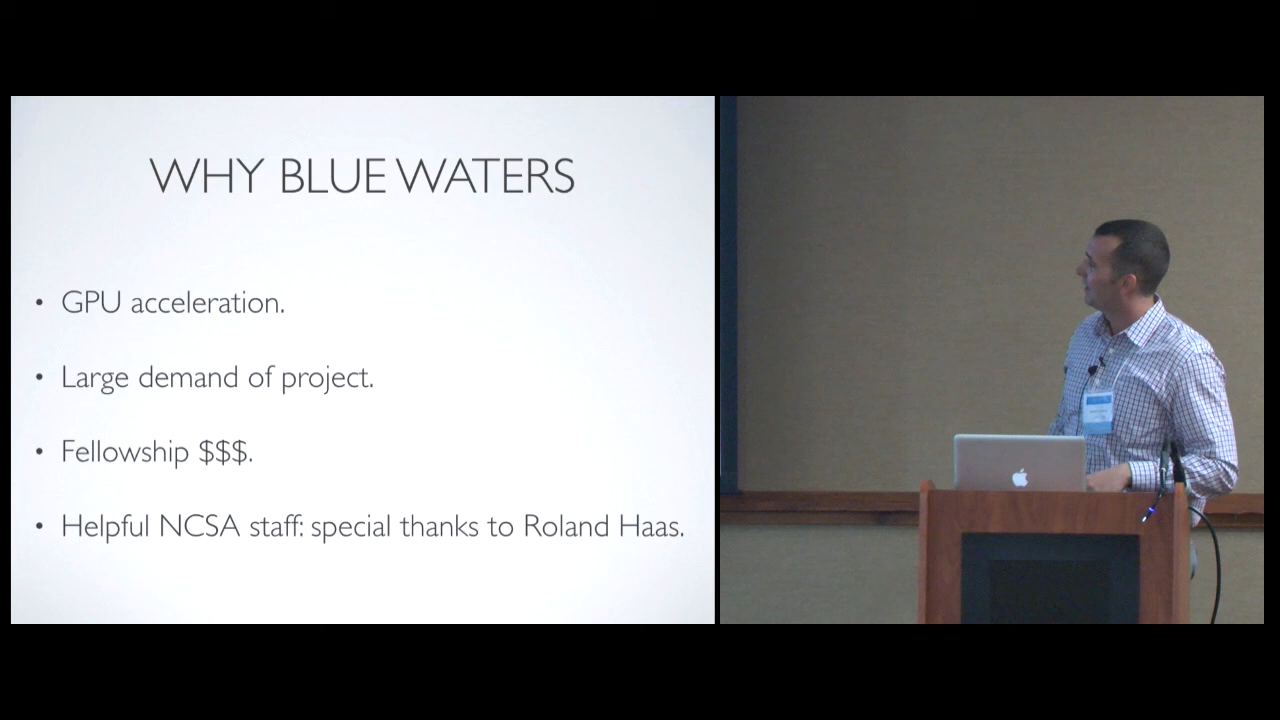 WHY BLUE WATERS
• GPU acceleration.
• Large demand of project.
• Fellowship $$$.
• Helpful NCSA staff: special thanks to Roland Haas.